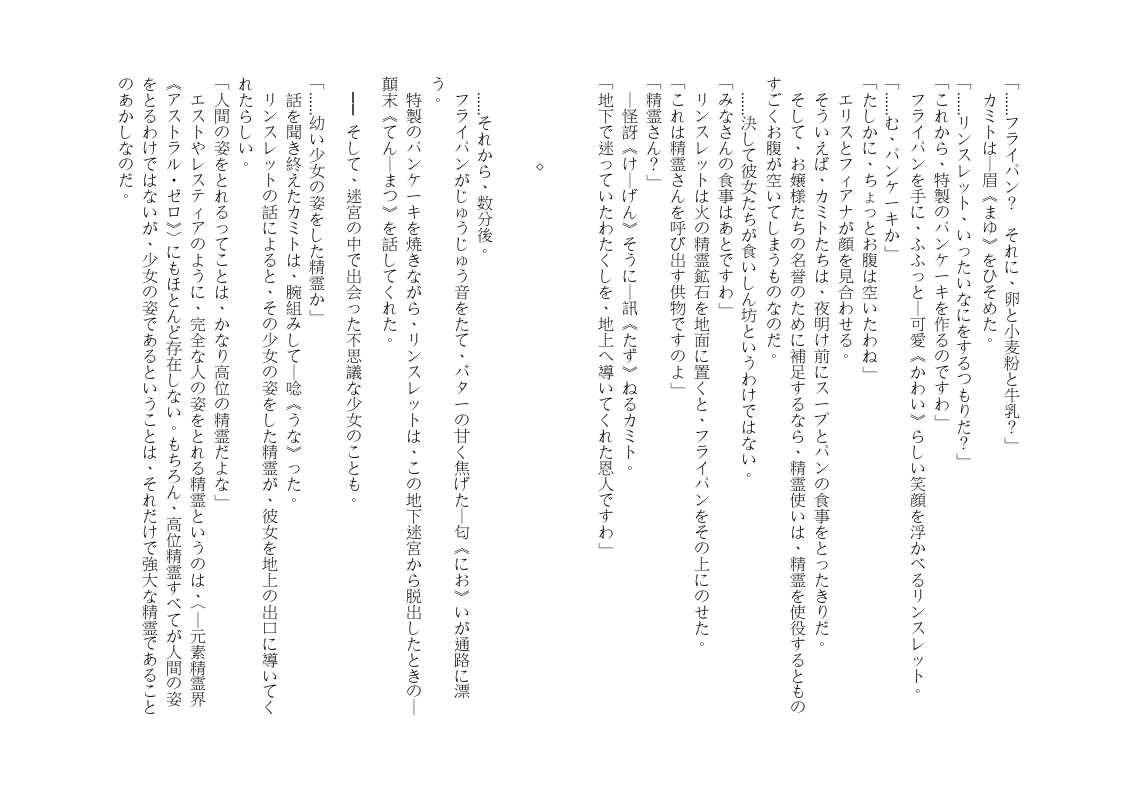 「……フライパン？　それに、卵と小麦粉と牛乳？」
　カミトは―眉《まゆ》をひそめた。
「……リンスレット、いったいなにをするつもりだ？」
「これから、特製のパンケーキを作るのですわ」
　フライパンを手に、ふふっと―可愛《かわい》らしい笑顔を浮かべるリンスレット。
「……む、パンケーキか」
「たしかに、ちょっとお腹は空いたわね」
　エリスとフィアナが顔を見合わせる。
　そういえば、カミトたちは、夜明け前にスープとパンの食事をとったきりだ。
　そして、お嬢様たちの名誉のために補足するなら、精霊使いは、精霊を使役するともの
すごくお腹が空いてしまうものなのだ。
　……決して彼女たちが食いしん坊というわけではない。
「みなさんの食事はあとですわ」
　リンスレットは火の精霊鉱石を地面に置くと、フライパンをその上にのせた。
「これは精霊さんを呼び出す供物ですのよ」
「精霊さん？」
　―怪訝《け―げん》そうに―訊《たず》ねるカミト。
「地下で迷っていたわたくしを、地上へ導いてくれた恩人ですわ」
◇
　……それから、数分後。
　フライパンがじゅうじゅう音をたて、バターの甘く焦げた―匂《にお》いが通路に漂
う。
　特製のパンケーキを焼きながら、リンスレットは、この地下迷宮から脱出したときの―
顛末《てん―まつ》を話してくれた。
　―― そして、迷宮の中で出会った不思議な少女のことも。
「……幼い少女の姿をした精霊か」
　話を聞き終えたカミトは、腕組みして―唸《うな》った。
　リンスレットの話によると、その少女の姿をした精霊が、彼女を地上の出口に導いてく
れたらしい。
「人間の姿をとれるってことは、かなり高位の精霊だよな」
　エストやレスティアのように、完全な人の姿をとれる精霊というのは、〈―元素精霊界
《アストラル・ゼロ》〉にもほとんど存在しない。もちろん、高位精霊すべてが人間の姿
をとるわけではないが、少女の姿であるということは、それだけで強大な精霊であること
のあかしなのだ。